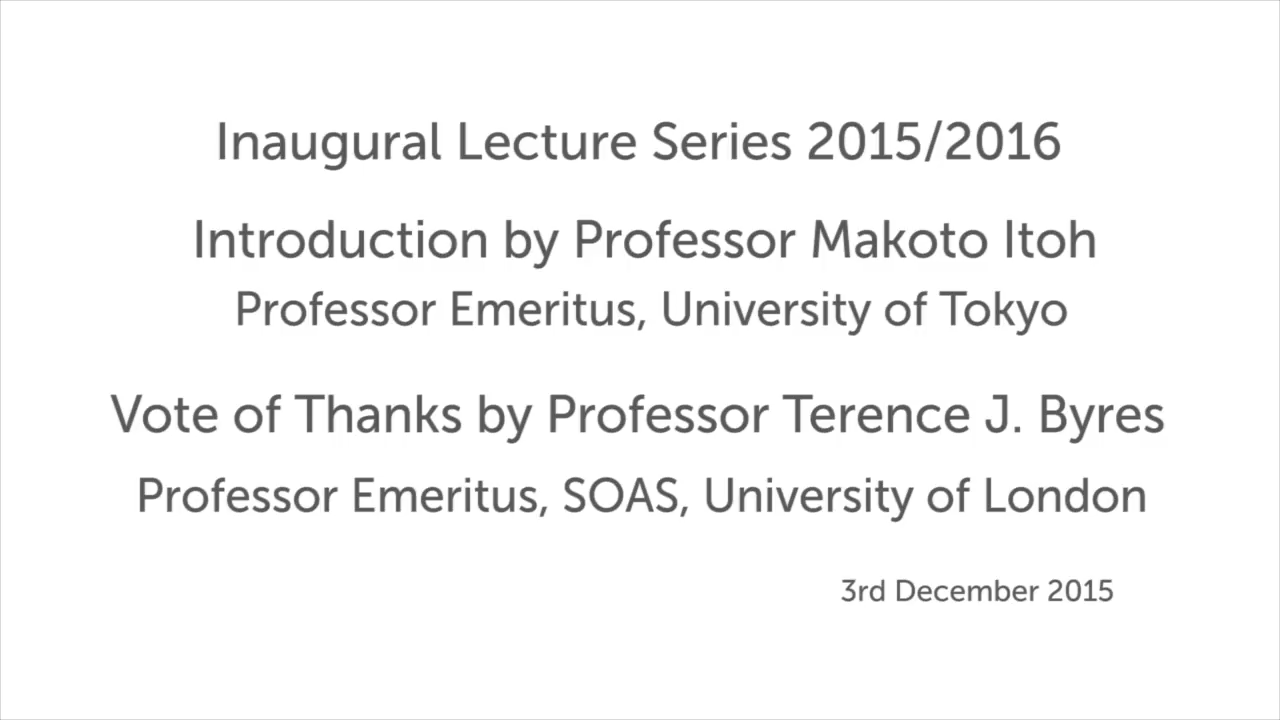 Inaugural Lecture Series 2015/2016
Introduction by Professor Makoto Itoh
Professor Emeritus, University of Tokyo
Vote of Thanks by Professor Terence J. Byres
Professor Emeritus, SOAS, University of London
3rd December 2015